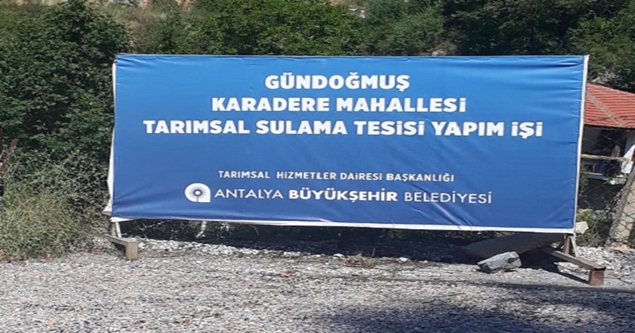 GÜNDOĞMUŞ
KARADERE MAHALLESİ
TARIMSAL SULAMA TESİSİ YAPIM İŞİ
TARIMSAL HİZMETLER DAİRESİ BAŞKANLIĞI
ANTALYA BÜYÜKŞEHİR BELEDİYESİ